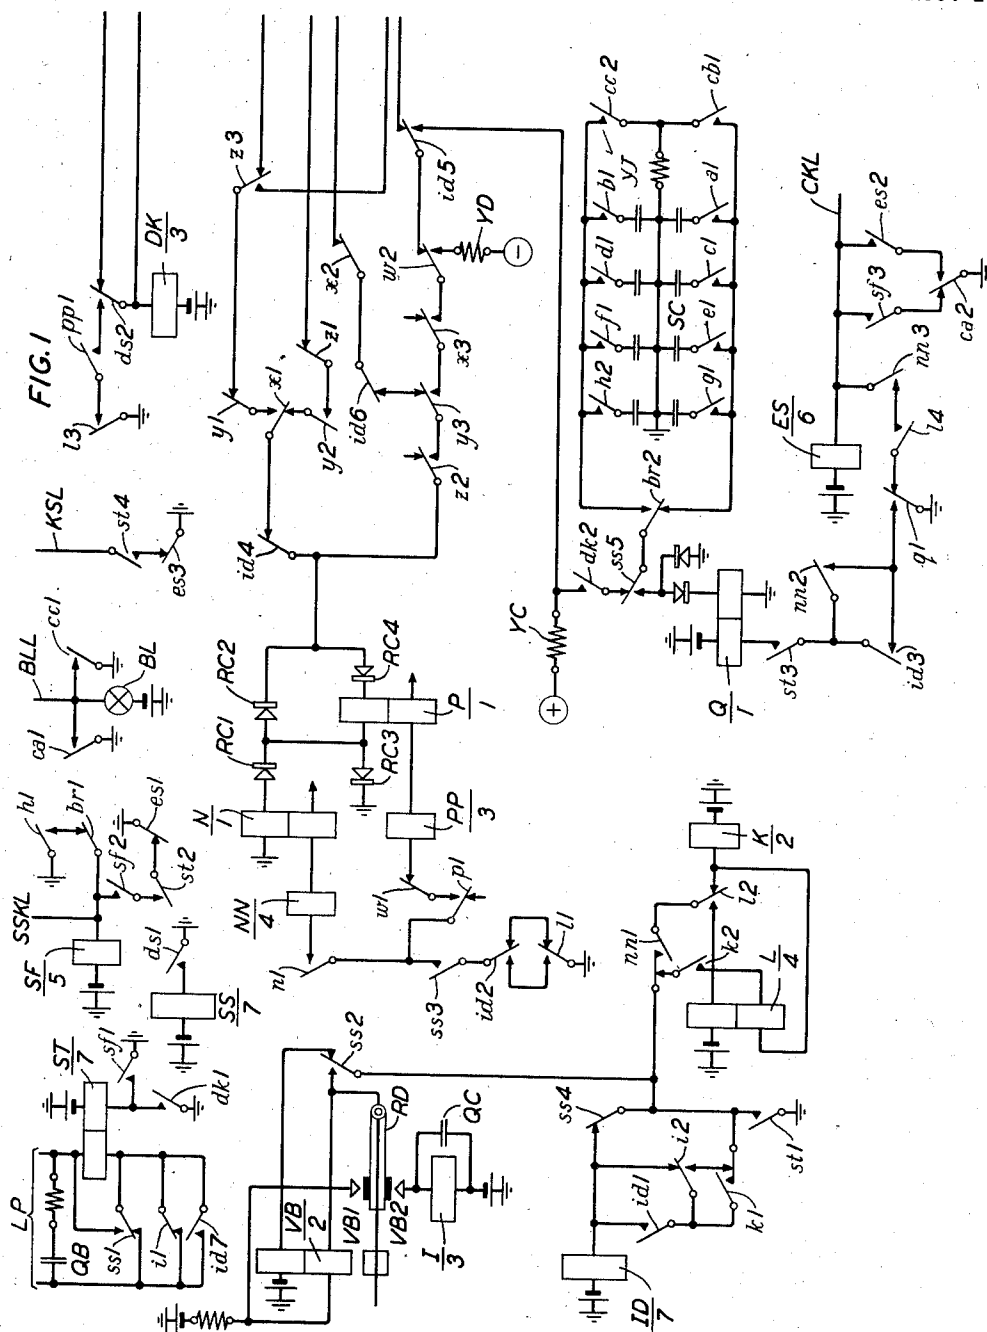 FIG. 1
LP
QB
ss1
i1
id7
ST
7
sf1
dk1
SSKL
SF
5
h1
br1
sf2
st2
es1
SS
7
ds1
BLL
ca1
cc1
BL
KSL
st4
es3
l3
pp1
ds2
DK
3
VB
2
VB1
VB2
RD
I
3
QC
ss2
n1
NN
4
N
1
RC1
RC2
RC3
RC4
P
1
PP
3
w1
p1
ss3
id2
l1
id4
y1
x1
y2
z1
z3
x2
id6
z2
y3
x3
w2
id5
YD
YC
dk2
ss5
br2
h2
f1
d1
b1
cc2
YJ
SC
g1
e1
c1
a1
cb1
ID
7
id1
i2
k1
ss4
st1
nn1
k2
l2
L
4
K
2
Q
1
st3
nn2
id3
q1
l4
nn3
ES
6
CKL
sf3
es2
ca2